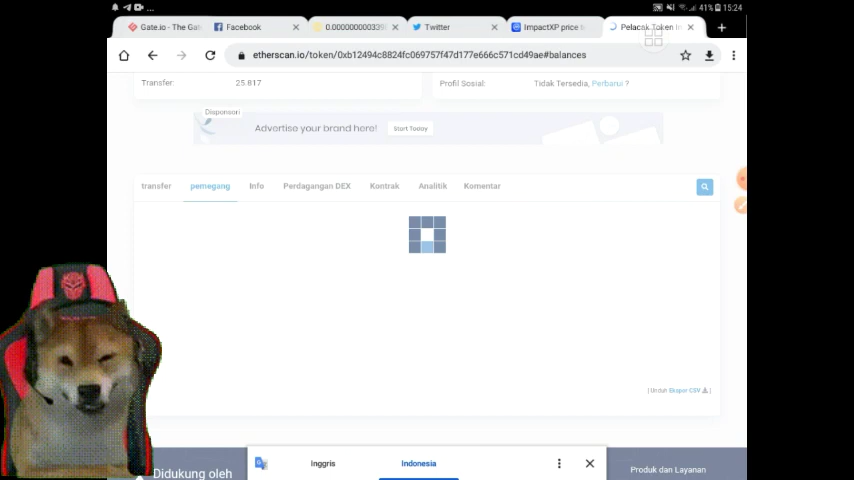 41% 15:24
Gate.io - The Gat
Facebook
0.000000000339
Twitter
ImpactXP price t
Pelacak Token Im
etherscan.io/token/0xb12494c8824fc069757f47d177e666c571cd49ae#balances
Transfer: 25.817
Profil Sosial: Tidak Tersedia, Perbarui ?
Disponsori
Advertise your brand here! Start Today
transfer pemegang Info Perdagangan DEX Kontrak Analitik Komentar
[ Unduh Ekspor CSV ]
Inggris Indonesia
Didukung oleh
Produk dan Layanan